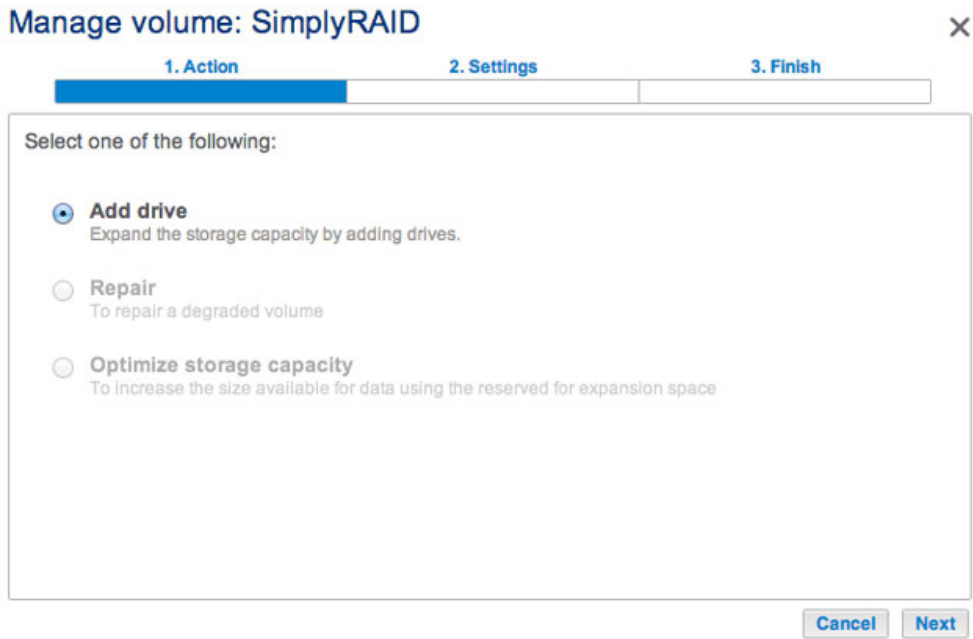 Manage volume: SimplyRAID
1. Action 2. Settings 3. Finish
Select one of the following:
Add drive
Expand the storage capacity by adding drives.
Repair
To repair a degraded volume
Optimize storage capacity
To increase the size available for data using the reserved for expansion space
Cancel Next